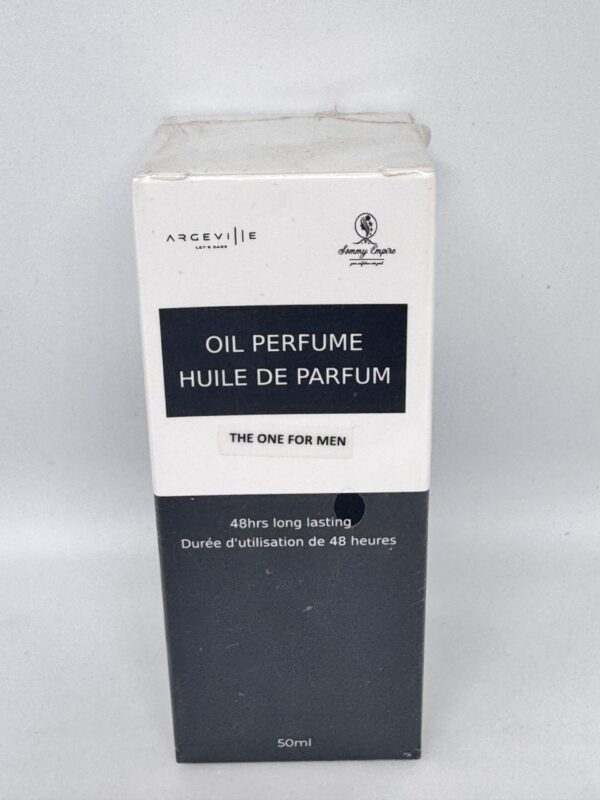 ARGEVILLE
LET'S DARE
Sommy Empire
OIL PERFUME
HUILE DE PARFUM
THE ONE FOR MEN
48hrs long lasting
Durée d'utilisation de 48 heures
50ml